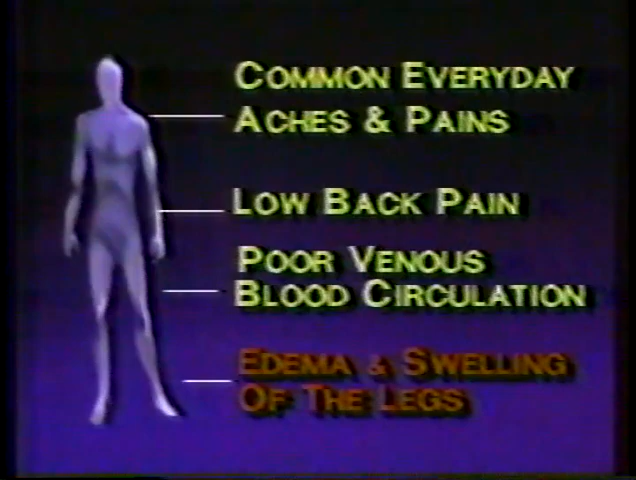 COMMON EVERYDAY
ACHES & PAINS
LOW BACK PAIN
POOR VENOUS
BLOOD CIRCULATION
EDEMA & SWELLING
OF THE LEGS